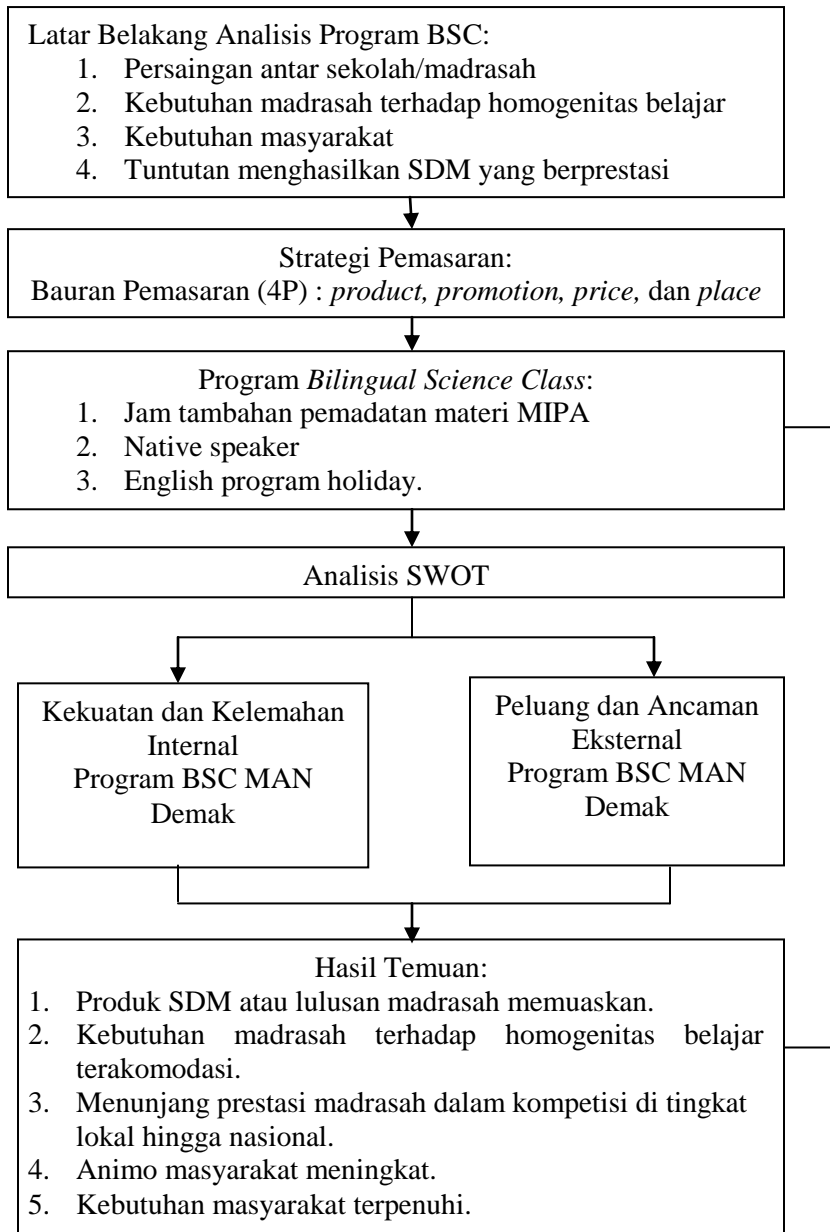 Latar Belakang Analisis Program BSC:
1. Persaingan antar sekolah/madrasah
2. Kebutuhan madrasah terhadap homogenitas belajar
3. Kebutuhan masyarakat
4. Tuntutan menghasilkan SDM yang berprestasi
Strategi Pemasaran:
Bauran Pemasaran (4P) : product, promotion, price, dan place
Program Bilingual Science Class:
1. Jam tambahan pemadatan materi MIPA
2. Native speaker
3. English program holiday.
Analisis SWOT
Kekuatan dan Kelemahan
Internal
Program BSC MAN
Demak
Peluang dan Ancaman
Eksternal
Program BSC MAN
Demak
Hasil Temuan:
1. Produk SDM atau lulusan madrasah memuaskan.
2. Kebutuhan madrasah terhadap homogenitas belajar
terakomodasi.
3. Menunjang prestasi madrasah dalam kompetisi di tingkat
lokal hingga nasional.
4. Animo masyarakat meningkat.
5. Kebutuhan masyarakat terpenuhi.